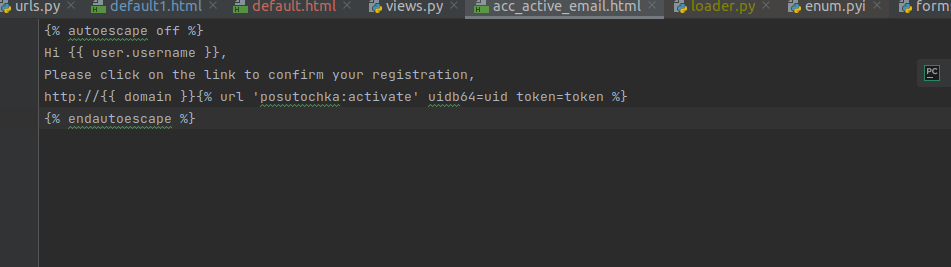 urls.py default1.html default.html views.py acc_active_email.html loader.py enum.pyi form
{% autoescape off %}
Hi {{ user.username }},
Please click on the link to confirm your registration,
http://{{ domain }}{% url 'posutochka:activate' uidb64=uid token=token %}
{% endautoescape %}
PC